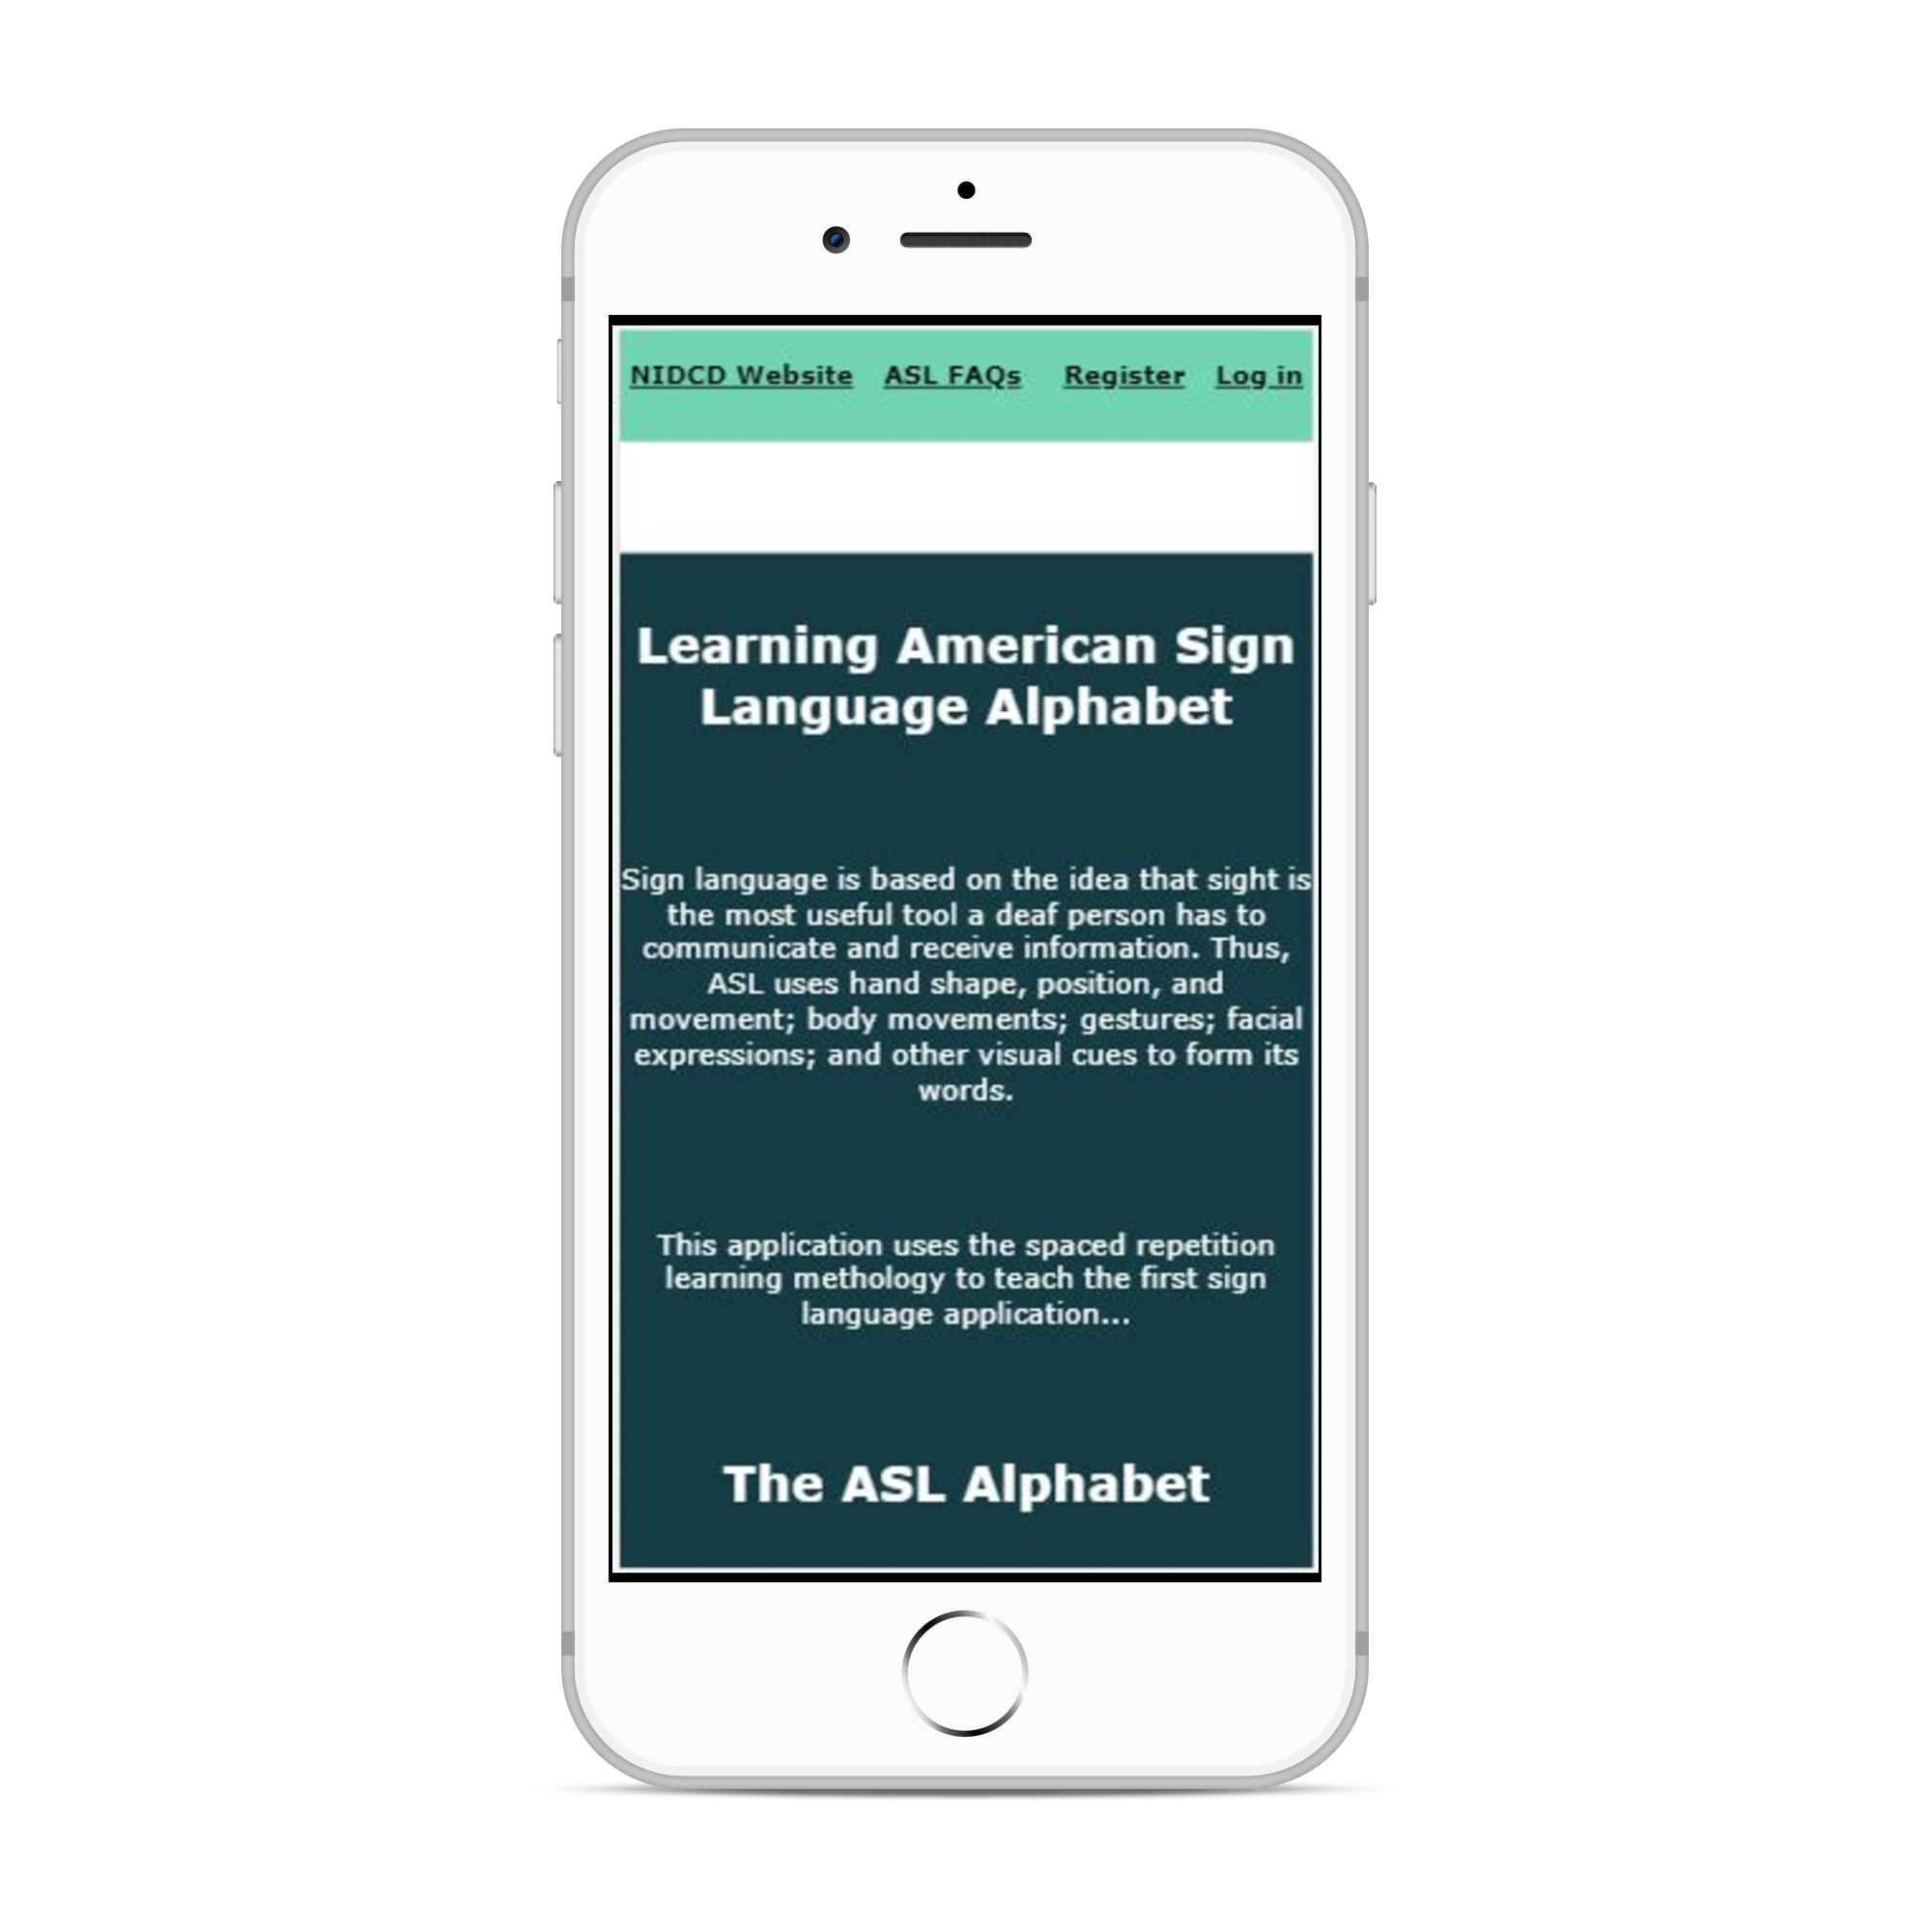 NIDCD Website ASL FAQs Register Log in
Learning American Sign
Language Alphabet
Sign language is based on the idea that sight is
the most useful tool a deaf person has to
communicate and receive information. Thus,
ASL uses hand shape, position, and
movement; body movements; gestures; facial
expressions; and other visual cues to form its
words.
This application uses the spaced repetition
learning methology to teach the first sign
language application...
The ASL Alphabet